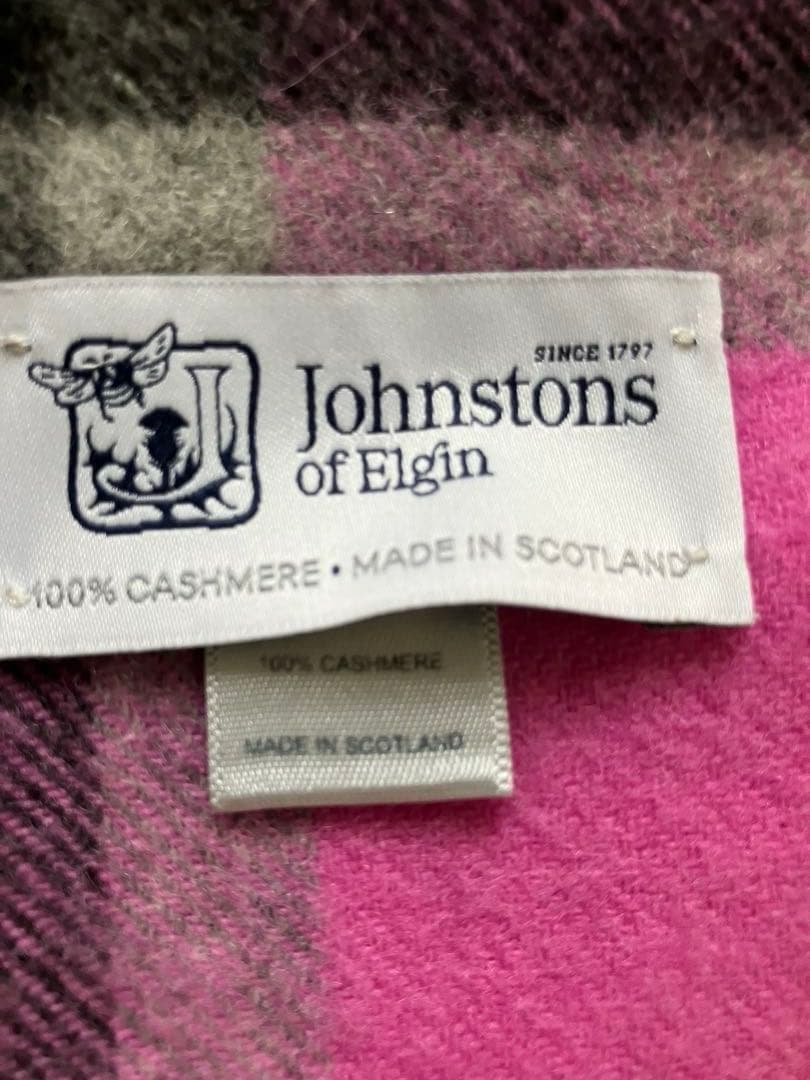 SINCE 1797
Johnstons
of Elgin
100% CASHMERE • MADE IN SCOTLAND
100% CASHMERE
MADE IN SCOTLAND